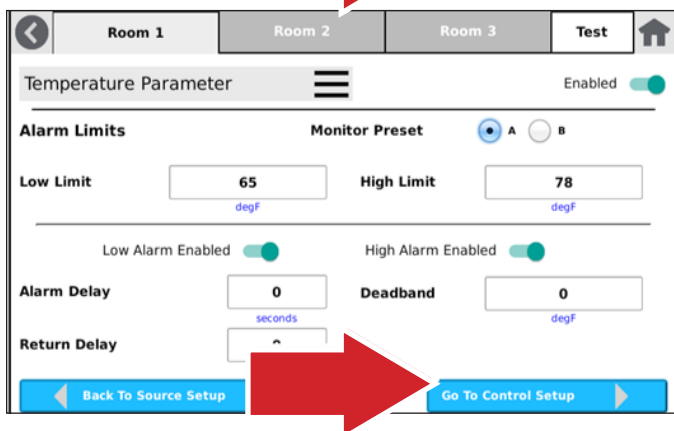 Room 1 Room 2 Room 3 Test
Temperature Parameter Enabled
Alarm Limits Monitor Preset A B
Low Limit 65 High Limit 78
degF degF
Low Alarm Enabled High Alarm Enabled
Alarm Delay 0 Deadband 0
seconds degF
Return Delay
Back To Source Setup Go To Control Setup